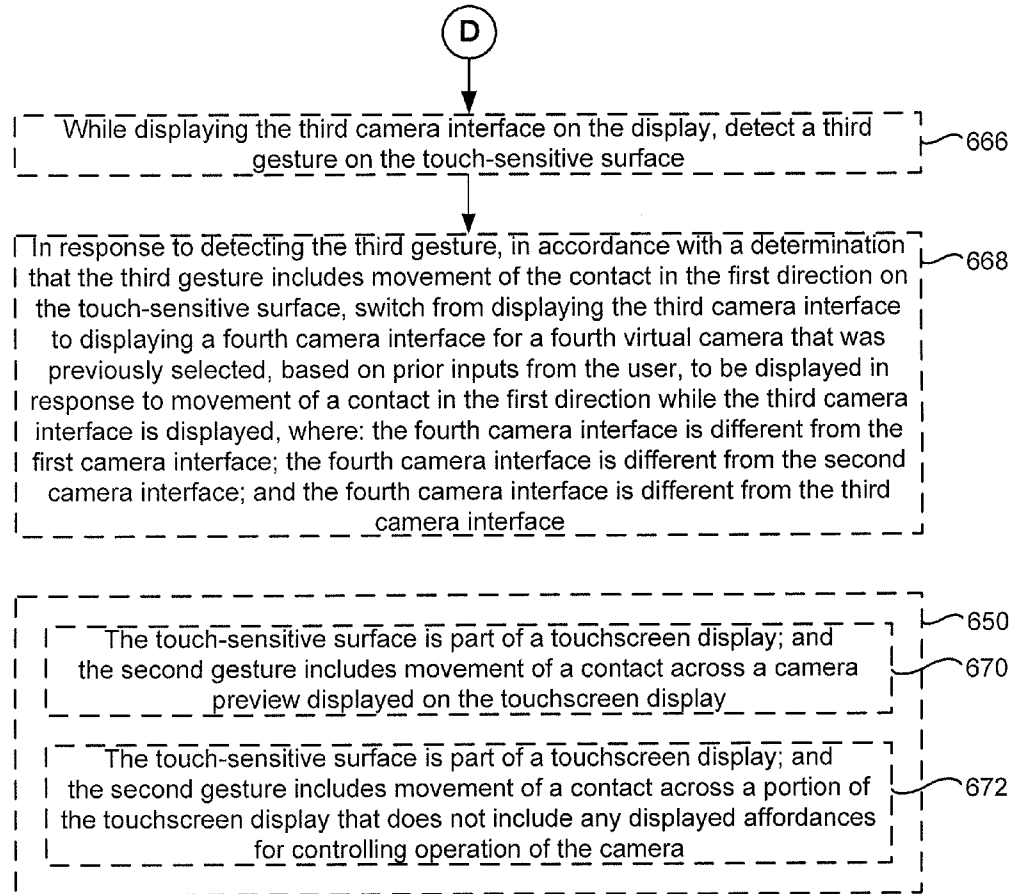 D
While displaying the third camera interface on the display, detect a third
gesture on the touch-sensitive surface
666
In response to detecting the third gesture, in accordance with a determination
that the third gesture includes movement of the contact in the first direction on
the touch-sensitive surface, switch from displaying the third camera interface
to displaying a fourth camera interface for a fourth virtual camera that was
previously selected, based on prior inputs from the user, to be displayed in
response to movement of a contact in the first direction while the third camera
interface is displayed, where: the fourth camera interface is different from the
first camera interface; the fourth camera interface is different from the second
camera interface; and the fourth camera interface is different from the third
camera interface
668
650
The touch-sensitive surface is part of a touchscreen display; and
the second gesture includes movement of a contact across a camera
preview displayed on the touchscreen display
670
The touch-sensitive surface is part of a touchscreen display; and
the second gesture includes movement of a contact across a portion of
the touchscreen display that does not include any displayed affordances
for controlling operation of the camera
672